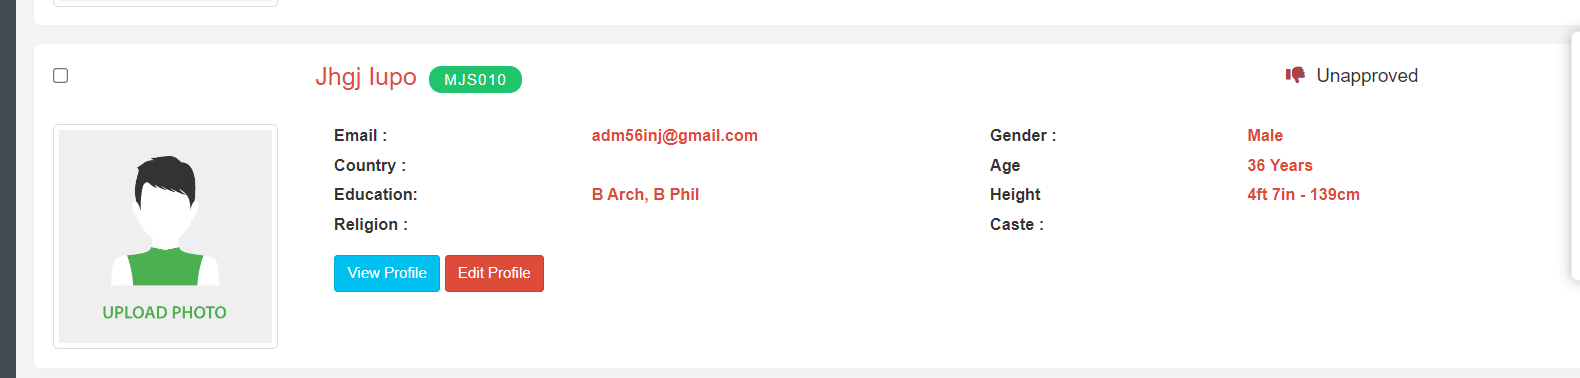 Jhgj Iupo MJS010 Unapproved
Email : adm56inj@gmail.com Gender : Male
Country : Age 36 Years
Education: B Arch, B Phil Height 4ft 7in - 139cm
Religion : Caste :
View Profile Edit Profile
UPLOAD PHOTO